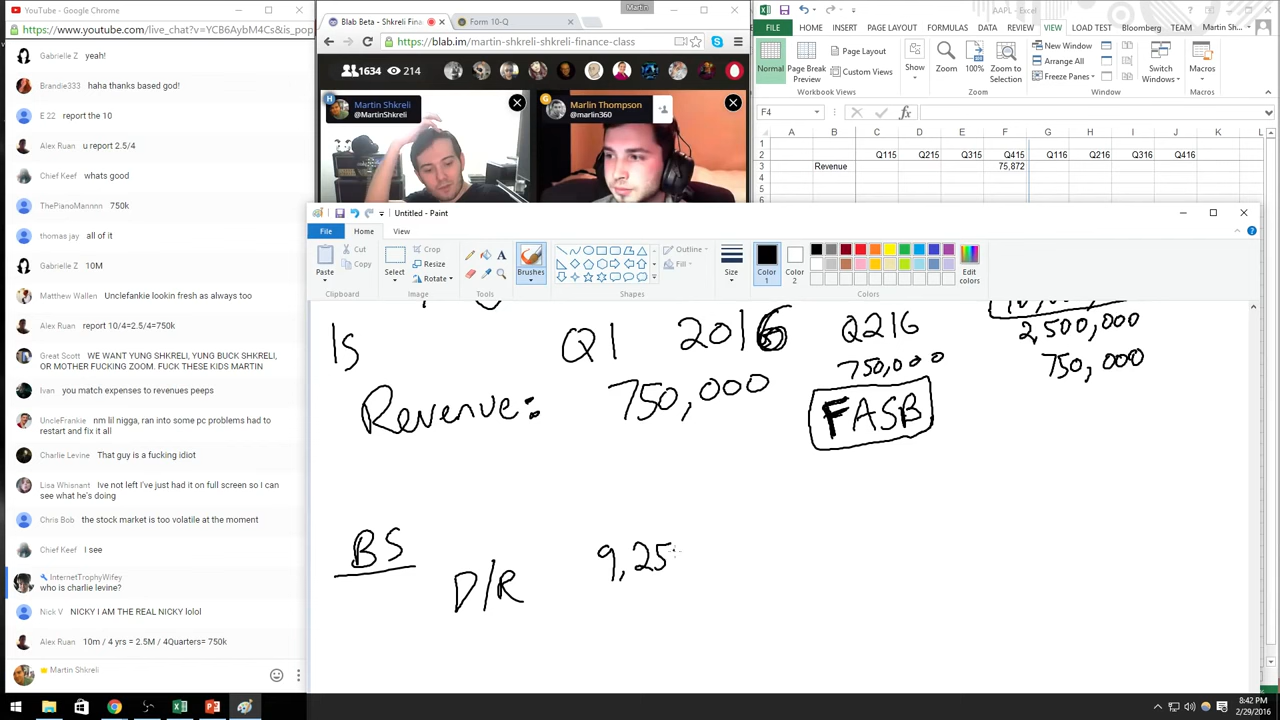 YouTube - Google Chrome
https://www.youtube.com/live_chat?v=YCB6AybM4Cs&is_pop
Gabrielle Z yeah!
Brandie333 haha thanks based god!
E 22 report the 10
Alex Ruan u report 2.5/4
Chief Keef whats good
ThePianoMannnn 750k
thomas jay all of it
Gabrielle Z 10M
Matthew Wallen Unclefankie lookin fresh as always too
Alex Ruan report 10/4=2.5/4=750k
Great Scott WE WANT YUNG SHKRELI, YUNG BUCK SHKRELI,
OR MOTHER FUCKING ZOOM. FUCK THESE KIDS MARTIN
Ivan you match expenses to revenues peeps
UncleFrankie nm lil nigga, ran into some pc problems had to
restart and fix it all
Charlie Levine That guy is a fucking idiot
Lisa Whisnant Ive not left I've just had it on full screen so I can
see what he's doing
Chris Bob the stock market is too volatile at the moment
Chief Keef I see
InternetTrophyWifey
who is charlie levine?
Nick V NICKY I AM THE REAL NICKY lolol
Alex Ruan 10m / 4 yrs = 2.5M / 4Quarters= 750k
Martin Shkreli
Martin
Blab Beta - Shkreli Fina
Form 10-Q
https://blab.im/martin-shkreli-shkreli-finance-class
1634 214
H Martin Shkreli
@MartinShkreli
C Marlin Thompson
@marlin360
AAPL - Excel
FILE HOME INSERT PAGE LAYOUT FORMULAS DATA REVIEW VIEW LOAD TEST Bloomberg TEAM
Normal
Page Break
Preview
Page Layout
Custom Views
Workbook Views
Show
Zoom
100%
Zoom to
Selection
Zoom
New Window
Arrange All
Freeze Panes
Switch
Windows
Window
Macros
Macros
F4
A B C D E F G H I J K L
1
2 Q115 Q215 Q315 Q415 Q116 Q216 Q316 Q416
3 Revenue 75,872
4
5
Untitled - Paint
File Home View
Paste
Cut
Copy
Clipboard
Select
Crop
Resize
Rotate
Image
Tools
Brushes
Shapes
Outline
Fill
Size
Color
1
Color
2
Edit
colors
Colors
Is Q1 2016 Q216 2,500,000
750,000 750,000
Revenue: 750,000
FASB
BS
D/R 9,25
8:42 PM
2/29/2016